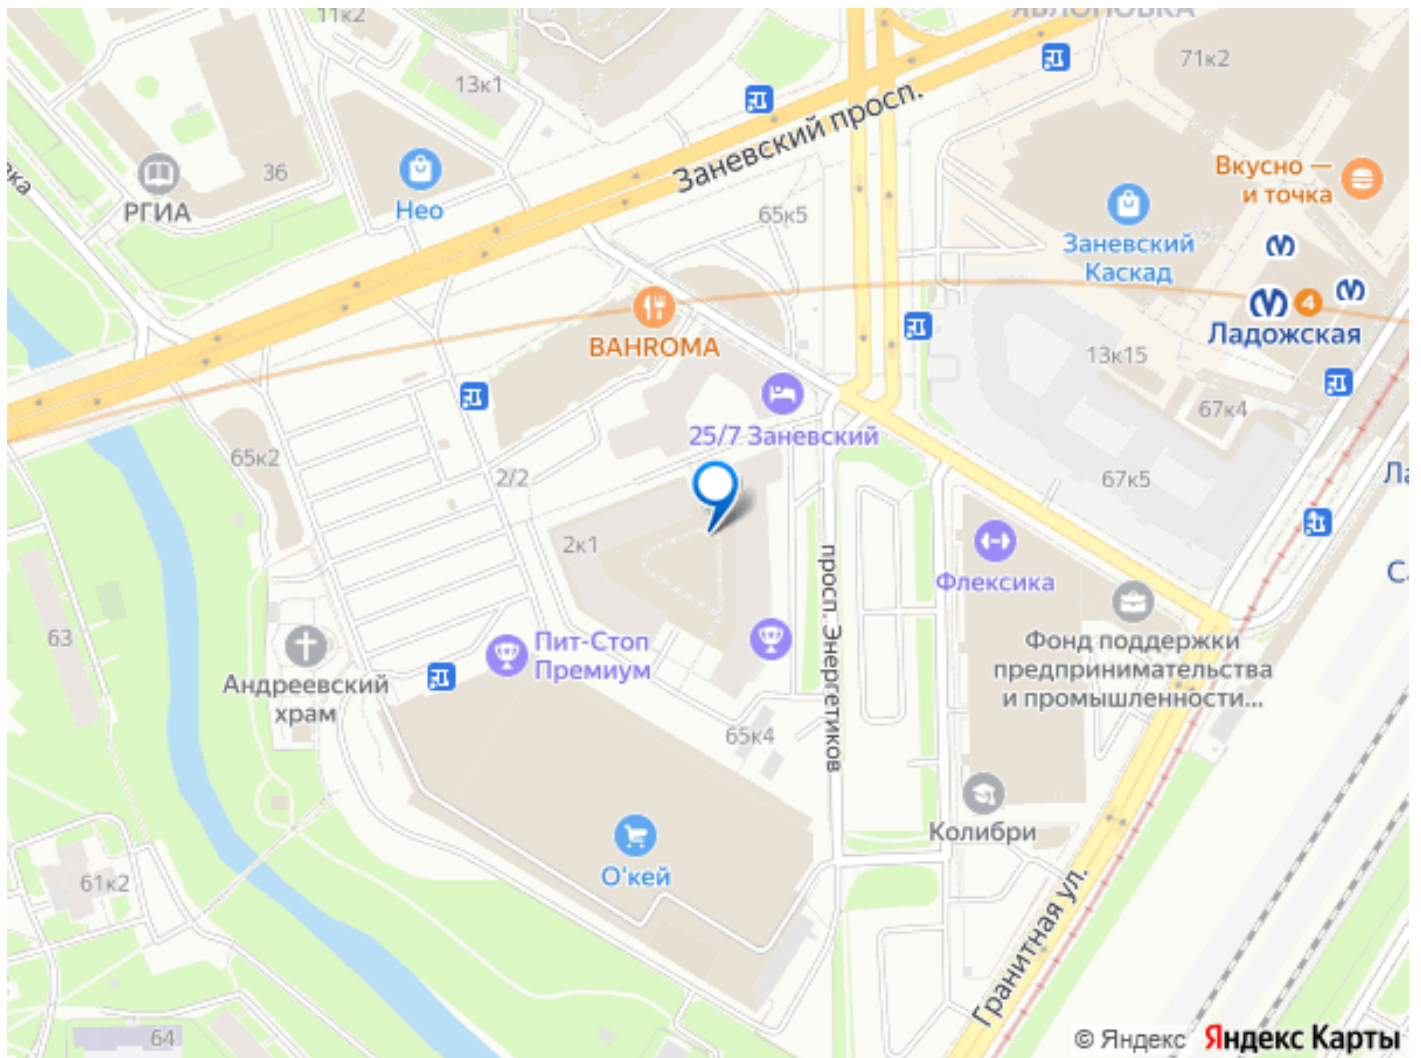 11к2
ЯБЛОНОВКА
71к2
13к1
Заневский просп.
Вкусно —
и точка
36
РГИА
Нео
65к5
Заневский
Каскад
4
Ладожская
BAHROMA
13к15
67к4
25/7 Заневский
65к2
2/2
67к5
2к1
просп. Энергетиков
Флексика
63
Пит-Стоп
Премиум
Фонд поддержки
предпринимательства
и промышленности...
Андреевский
храм
65к4
Колибри
О'кей
61к2
Гранитная ул.
64
© Яндекс Яндекс Карты